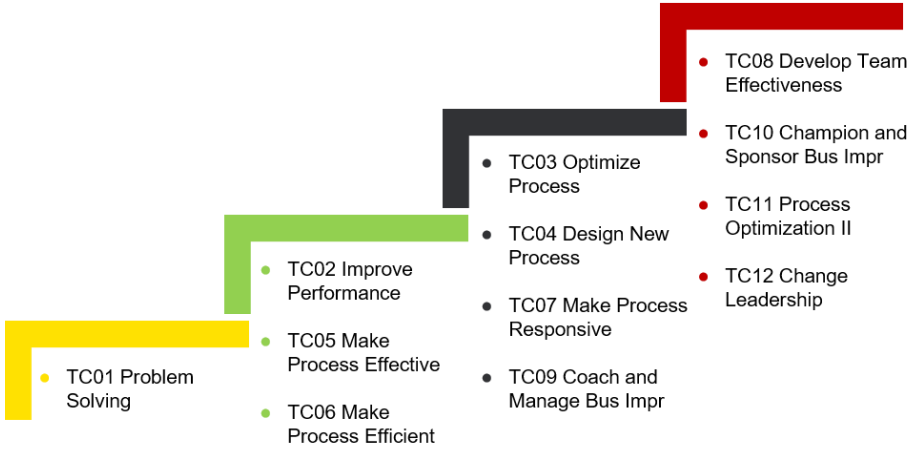 TC08 Develop Team
Effectiveness
TC10 Champion and
Sponsor Bus Impr
TC11 Process
Optimization II
TC12 Change
Leadership
TC03 Optimize
Process
TC04 Design New
Process
TC07 Make Process
Responsive
TC09 Coach and
Manage Bus Impr
TC02 Improve
Performance
TC05 Make
Process Effective
TC06 Make
Process Efficient
TC01 Problem
Solving